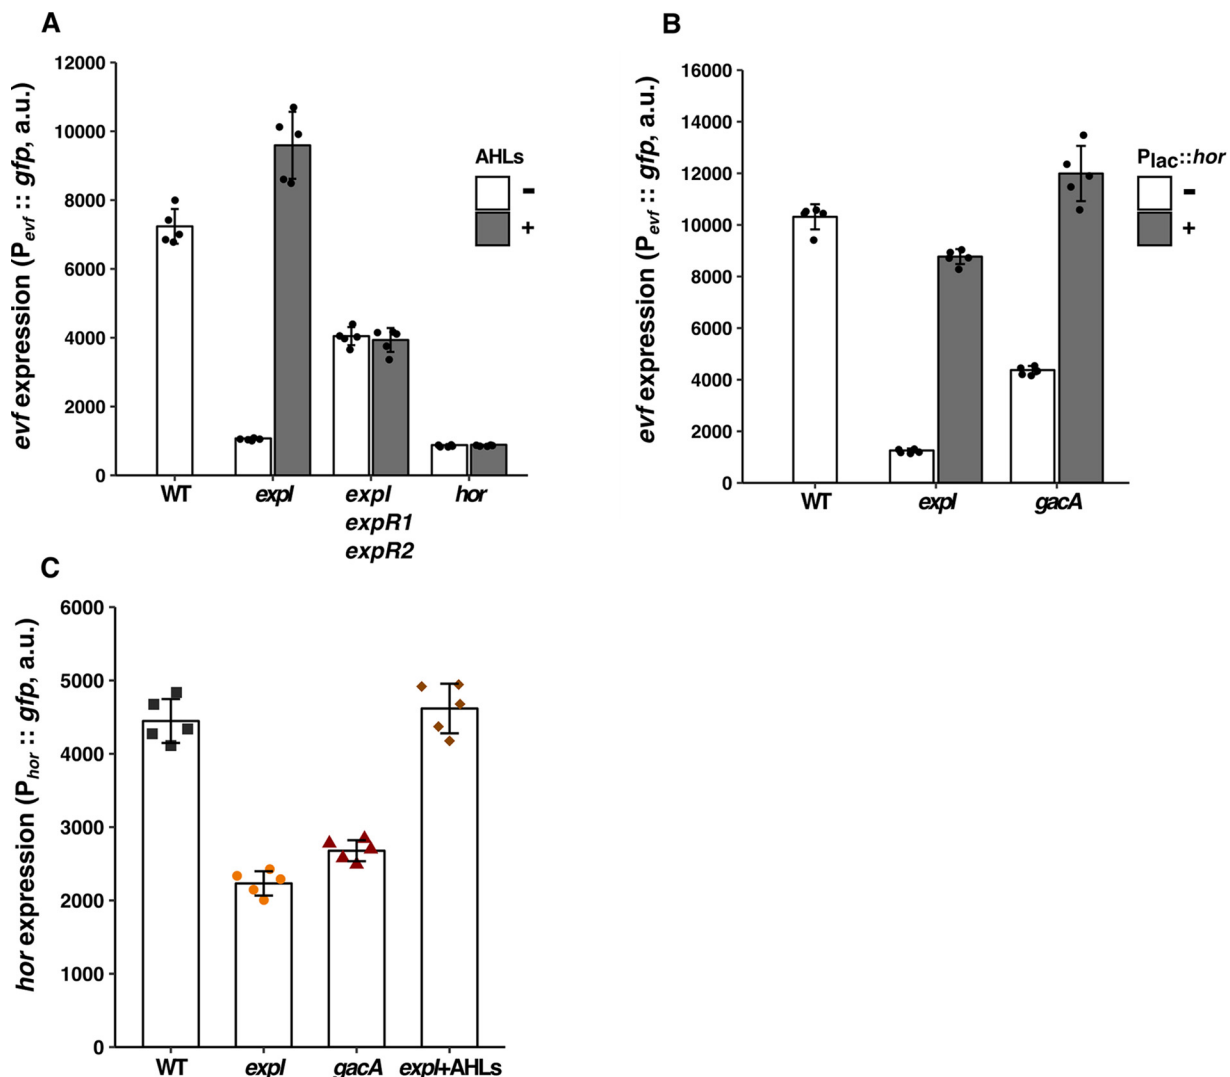 A
evf expression (Pevf :: gfp, a.u.)
12000
10000
8000
6000
4000
2000
0
WT
expI
expI
expR1
expR2
hor
AHLs
-
+
B
evf expression (Pevf :: gfp, a.u.)
16000
14000
12000
10000
8000
6000
4000
2000
0
WT
expI
gacA
Plac::hor
-
+
C
hor expression (Phor :: gfp, a.u.)
6000
5000
4000
3000
2000
1000
0
WT
expI
gacA
expI+AHLs